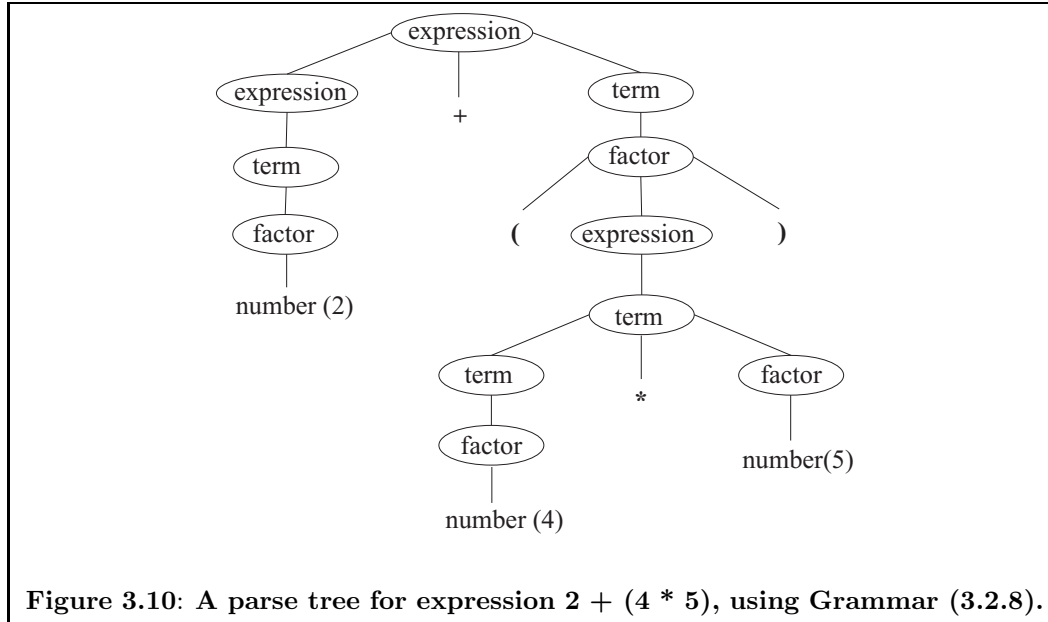 expression
expression
term
+
term
factor
factor
( expression )
number (2)
term
term
factor
*
factor
number(5)
number (4)
Figure 3.10: A parse tree for expression 2 + (4 * 5), using Grammar (3.2.8).